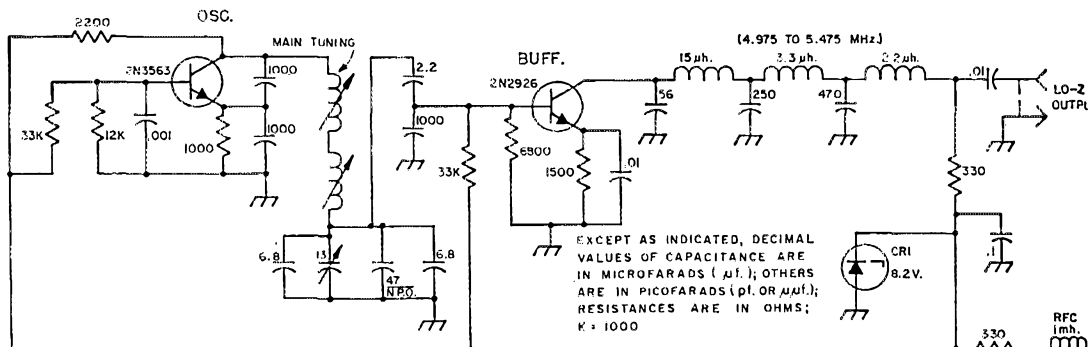 OSC.
2200
MAIN TUNING
2N3563
1000
33K
12K
.001
1000
1000
6.8
13
47
N.P.O.
6.8
2.2
1000
33K
BUFF.
2N2926
6800
1500
.01
56
(4.975 TO 5.475 MHz.)
15µh.
3.3µh.
2.2µh.
250
470
.01
LO-Z
330
.1
CR1
8.2V.
330
RFC
1mh.
EXCEPT AS INDICATED, DECIMAL
VALUES OF CAPACITANCE ARE
IN MICROFARADS ( µf.); OTHERS
ARE IN PICOFARADS (pf. OR µµf.);
RESISTANCES ARE IN OHMS;
K = 1000